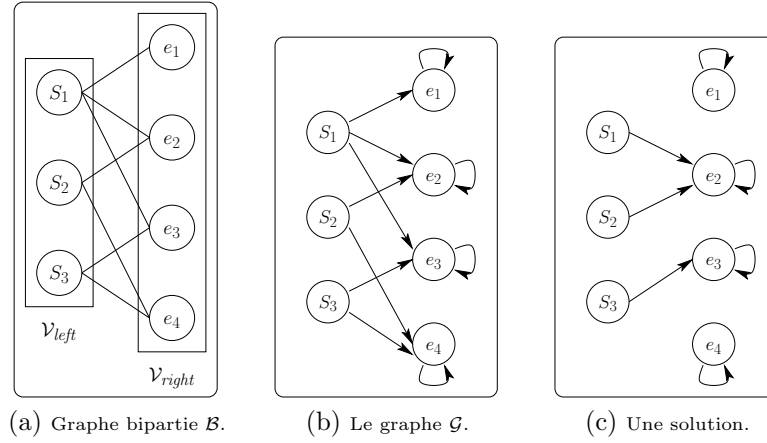 S1
S2
S3
𝒱left
e1
e2
e3
e4
𝒱right
(a) Graphe bipartie ℬ.
S1
S2
S3
e1
e2
e3
e4
(b) Le graphe 𝒢.
S1
S2
S3
e1
e2
e3
e4
(c) Une solution.